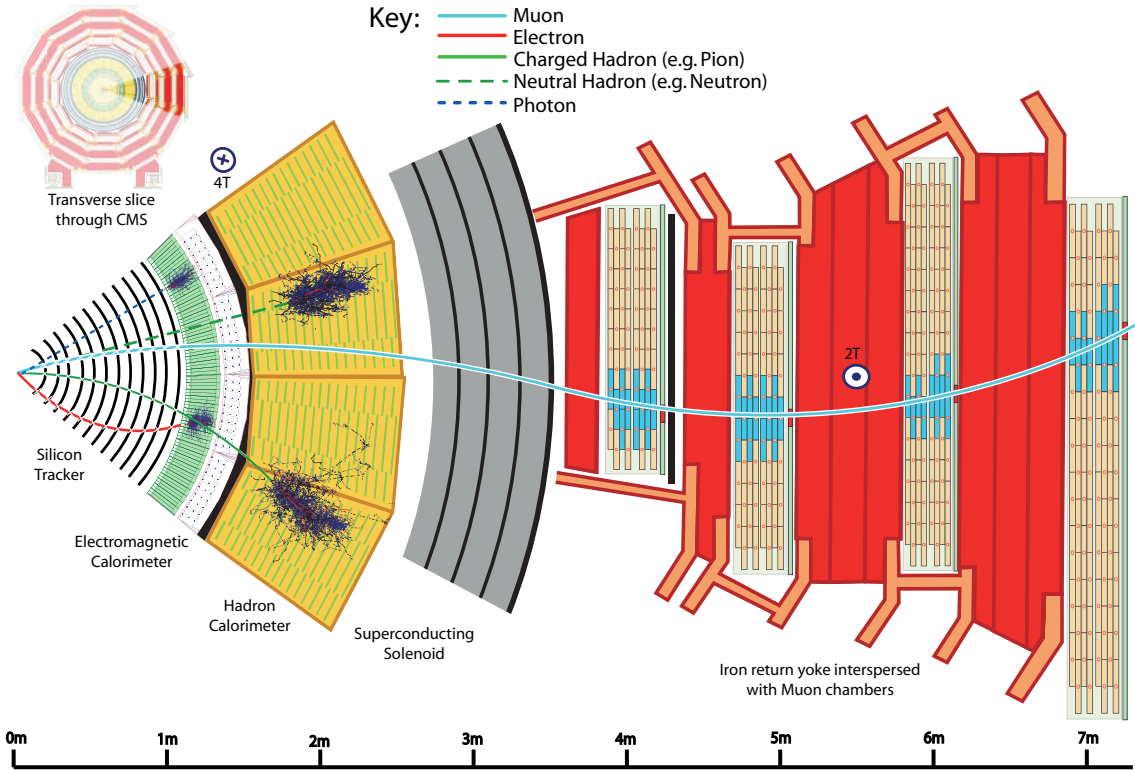 Key:
Muon
Electron
Charged Hadron (e.g. Pion)
Neutral Hadron (e.g. Neutron)
Photon
Transverse slice
through CMS
4T
2T
Silicon
Tracker
Electromagnetic
Calorimeter
Hadron
Calorimeter
Superconducting
Solenoid
Iron return yoke interspersed
with Muon chambers
0m 1m 2m 3m 4m 5m 6m 7m